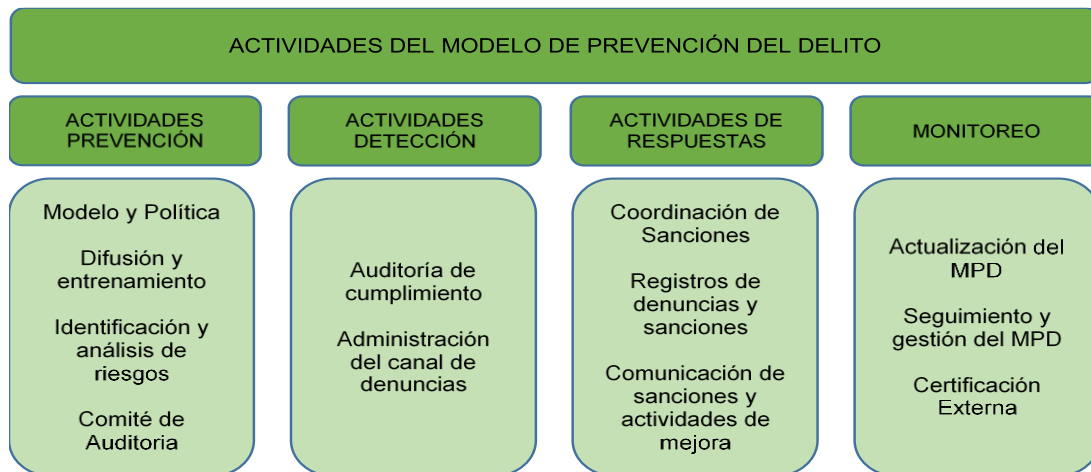 ACTIVIDADES DEL MODELO DE PREVENCIÓN DEL DELITO
ACTIVIDADES
PREVENCIÓN
Modelo y Política
Difusión y
entrenamiento
Identificación y
análisis de
riesgos
Comité de
Auditoria
ACTIVIDADES
DETECCIÓN
Auditoría de
cumplimiento
Administración
del canal de
denuncias
ACTIVIDADES DE
RESPUESTAS
Coordinación de
Sanciones
Registros de
denuncias y
sanciones
Comunicación de
sanciones y
actividades de
mejora
MONITOREO
Actualización del
MPD
Seguimiento y
gestión del MPD
Certificación
Externa